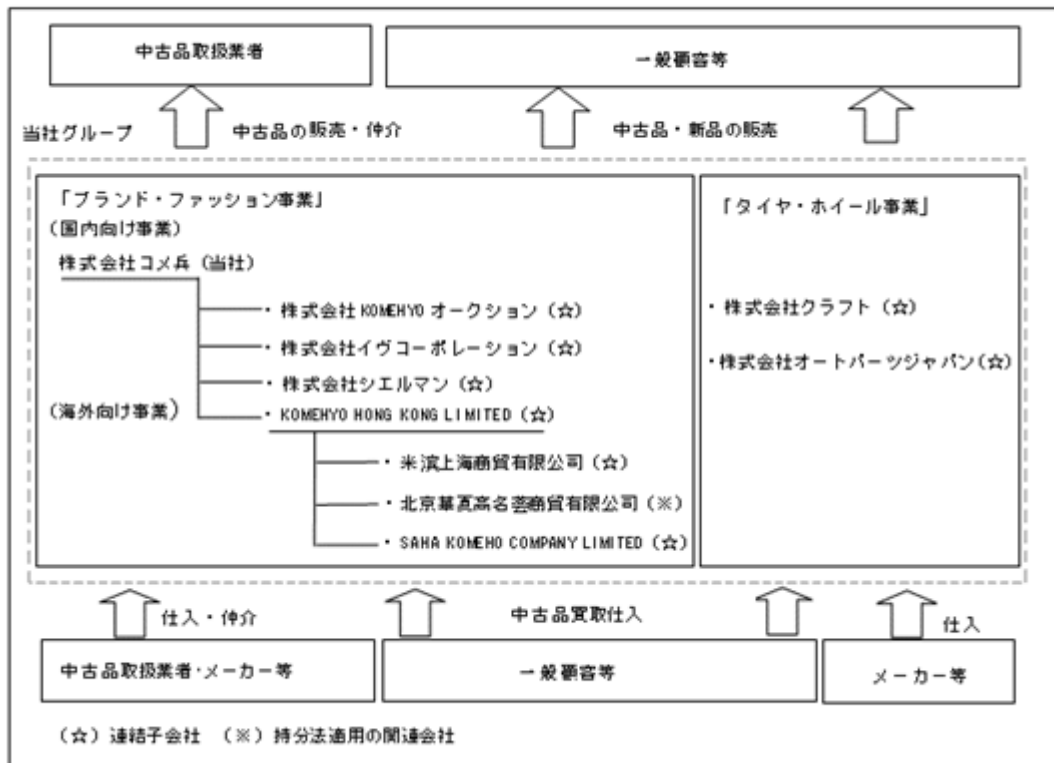 中古品取扱業者
一般顧客等
当社グループ
中古品の販売・仲介
中古品・新品の販売
「ブランド・ファッション事業」
(国内向け事業)
株式会社コメ兵(当社)
・株式会社KOMEHYOオークション(☆)
・株式会社イヴコーポレーション(☆)
・株式会社シエルマン(☆)
(海外向け事業)
・KOMEHYO HONG KONG LIMITED(☆)
・米濱上海商貿有限公司(☆)
・北京華夏高名荟商貿有限公司(※)
・SAHA KOMEHO COMPANY LIMITED(☆)
「タイヤ・ホイール事業」
・株式会社クラフト(☆)
・株式会社オートパーツジャパン(☆)
仕入・仲介
中古品買取仕入
仕入
中古品取扱業者・メーカー等
一般顧客等
メーカー等
(☆)連結子会社 (※)持分法適用の関連会社